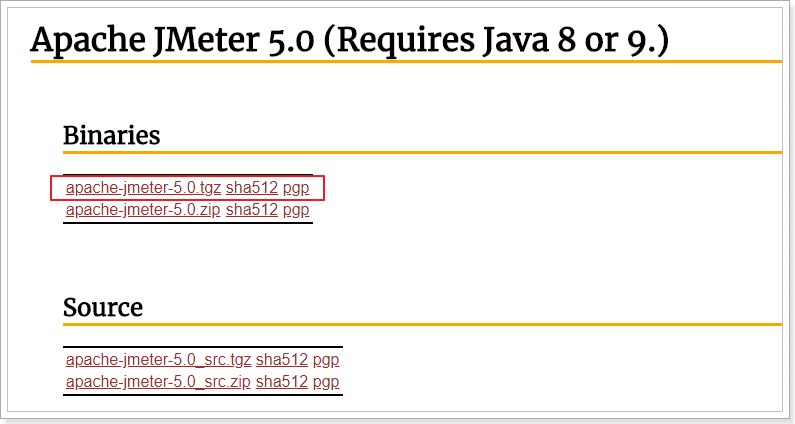 Apache JMeter 5.0 (Requires Java 8 or 9.)
Binaries
apache-jmeter-5.0.tgz sha512 pgp
apache-jmeter-5.0.zip sha512 pgp
Source
apache-jmeter-5.0_src.tgz sha512 pgp
apache-jmeter-5.0_src.zip sha512 pgp